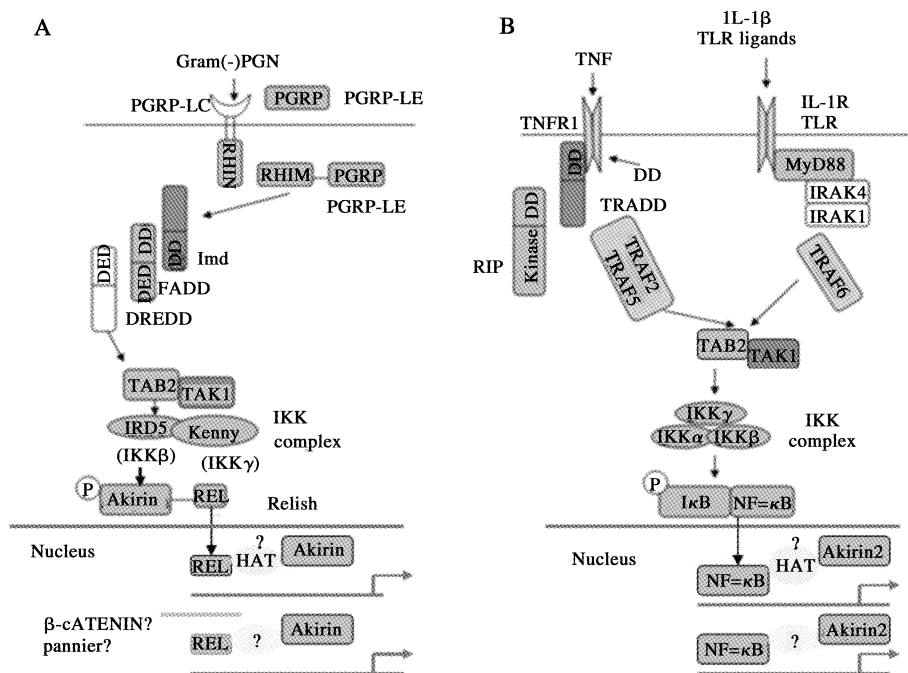 A
Gram(-)PGN
PGRP-LC
PGRP
PGRP-LE
RHIN
RHIM
PGRP
PGRP-LE
DD
Imd
DD
DED
FADD
DED
DREDD
TAB2
TAK1
IRD5
Kenny
IKK
complex
(IKKβ)
(IKKγ)
P
Akirin
REL
Relish
Nucleus
REL
?
HAT
Akirin
β-cATENIN?
pannier?
REL
?
Akirin
B
1L-1β
TLR ligands
TNF
TNFR1
IL-1R
TLR
DD
DD
MyD88
IRAK4
IRAK1
TRADD
RIP
DD
Kinase
TRAF2
TRAF5
TRAF6
TAB2
TAK1
IKKγ
IKKα
IKKβ
IKK
complex
P
IκB
NF=κB
Nucleus
NF=κB
?
HAT
Akirin2
NF=κB
?
Akirin2